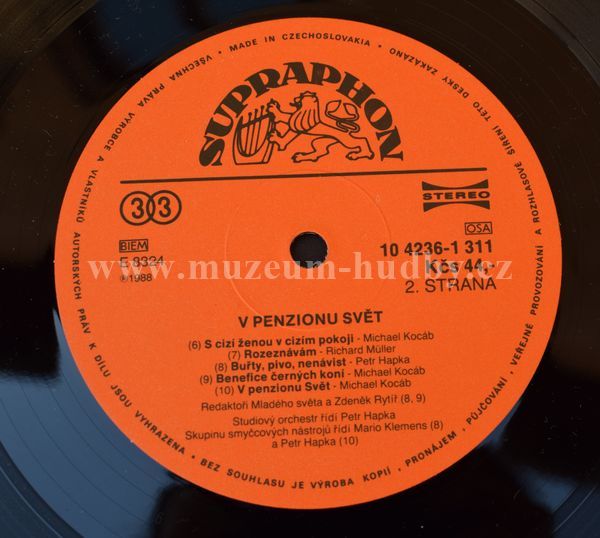 • VŠECHNA PRÁVA VÝROBCE A VLASTNÍKŮ AUTORSKÝCH PRÁV K DÍLU JSOU VYHRAZENA • BEZ SOUHLASU JE VÝROBA KOPIÍ, PRONÁJEM, PŮJČOVÁNÍ, VEŘEJNÉ PROVOZOVÁNÍ A ROZHLASOVÉ ŠÍŘENÍ TÉTO DESKY ZAKÁZÁNO
• MADE IN CZECHOSLOVAKIA •
SUPRAPHON
33
STEREO
BIEM
OSA
E 8324
10 4236-1 311
℗1988
Kčs 44,-
www.muzeum-hudby.cz
2. STRANA
V PENZIONU SVĚT
(6) S cizí ženou v cizím pokoji - Michael Kocáb
(7) Rozeznávám - Richard Müller
(8) Buřty, pivo, nenávist - Petr Hapka
(9) Benefice černých koní - Michael Kocáb
(10) V penzionu Svět - Michael Kocáb
Redaktoři Mladého světa a Zdeněk Rytíř (8, 9)
Studiový orchestr řídí Petr Hapka
Skupinu smyčcových nástrojů řídí Mario Klemens (8)
a Petr Hapka (10)